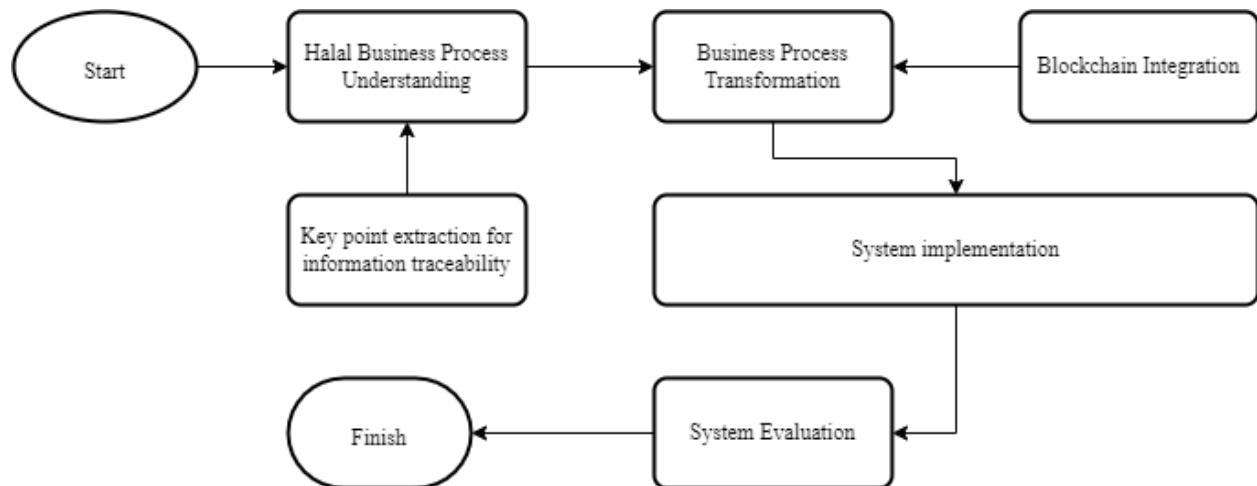 Start
Halal Business Process
Understanding
Business Process
Transformation
Blockchain Integration
Key point extraction for
information traceability
System implementation
Finish
System Evaluation